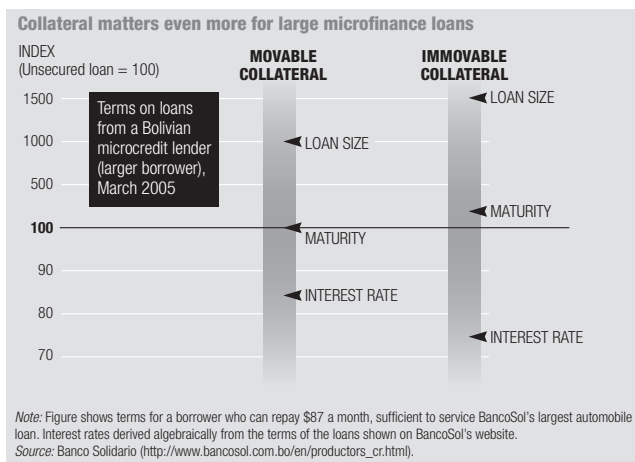 Collateral matters even more for large microfinance loans
INDEX
(Unsecured loan = 100)
MOVABLE
COLLATERAL
IMMOVABLE
COLLATERAL
1500
1000
500
100
90
80
70
Terms on loans
from a Bolivian
microcredit lender
(larger borrower),
March 2005
LOAN SIZE
MATURITY
INTEREST RATE
LOAN SIZE
MATURITY
INTEREST RATE
Note: Figure shows terms for a borrower who can repay $87 a month, sufficient to service BancoSol's largest automobile
loan. Interest rates derived algebraically from the terms of the loans shown on BancoSol's website.
Source: Banco Solidario (http://www.bancosol.com.bo/en/productors_cr.html).